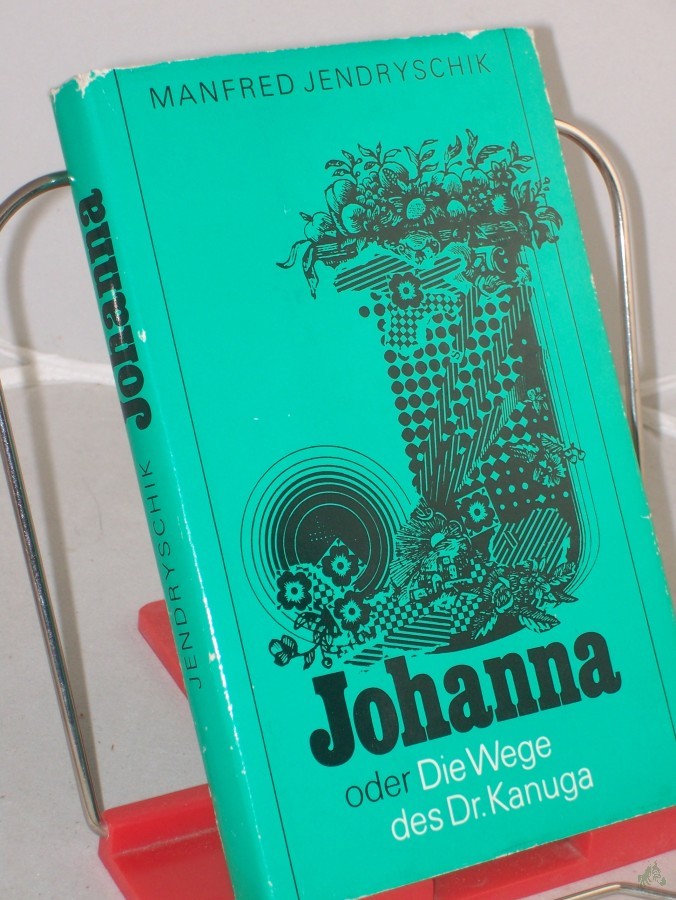 MANFRED JENDRYSCHIK
Johanna
oder Die Wege
des Dr. Kanuga
JENDRYSCHIK Johanna